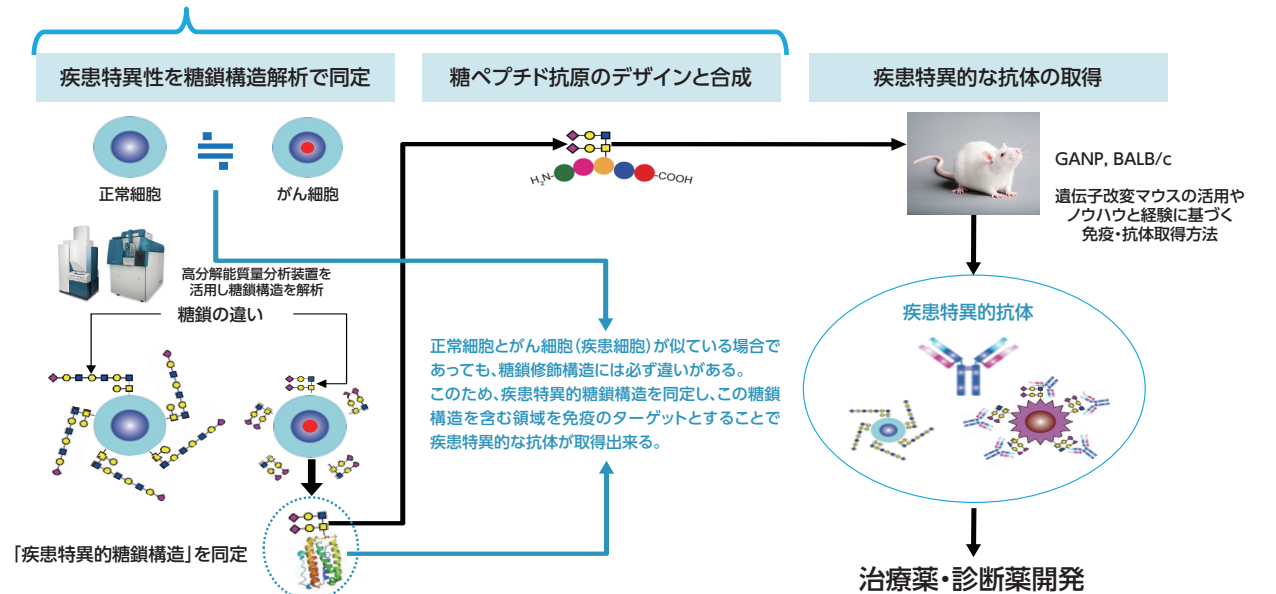 疾患特異性を糖鎖構造解析で同定
糖ペプチド抗原のデザインと合成
疾患特異的な抗体の取得
正常細胞
がん細胞
高分解能質量分析装置を
活用し糖鎖構造を解析
糖鎖の違い
「疾患特異的糖鎖構造」を同定
H₂N-
-COOH
正常細胞とがん細胞(疾患細胞)が似ている場合で
あっても、糖鎖修飾構造には必ず違いがある。
このため、疾患特異的糖鎖構造を同定し、この糖鎖
構造を含む領域を免疫のターゲットとすることで
疾患特異的な抗体が取得出来る。
GANP, BALB/c
遺伝子改変マウスの活用や
ノウハウと経験に基づく
免疫・抗体取得方法
疾患特異的抗体
治療薬・診断薬開発